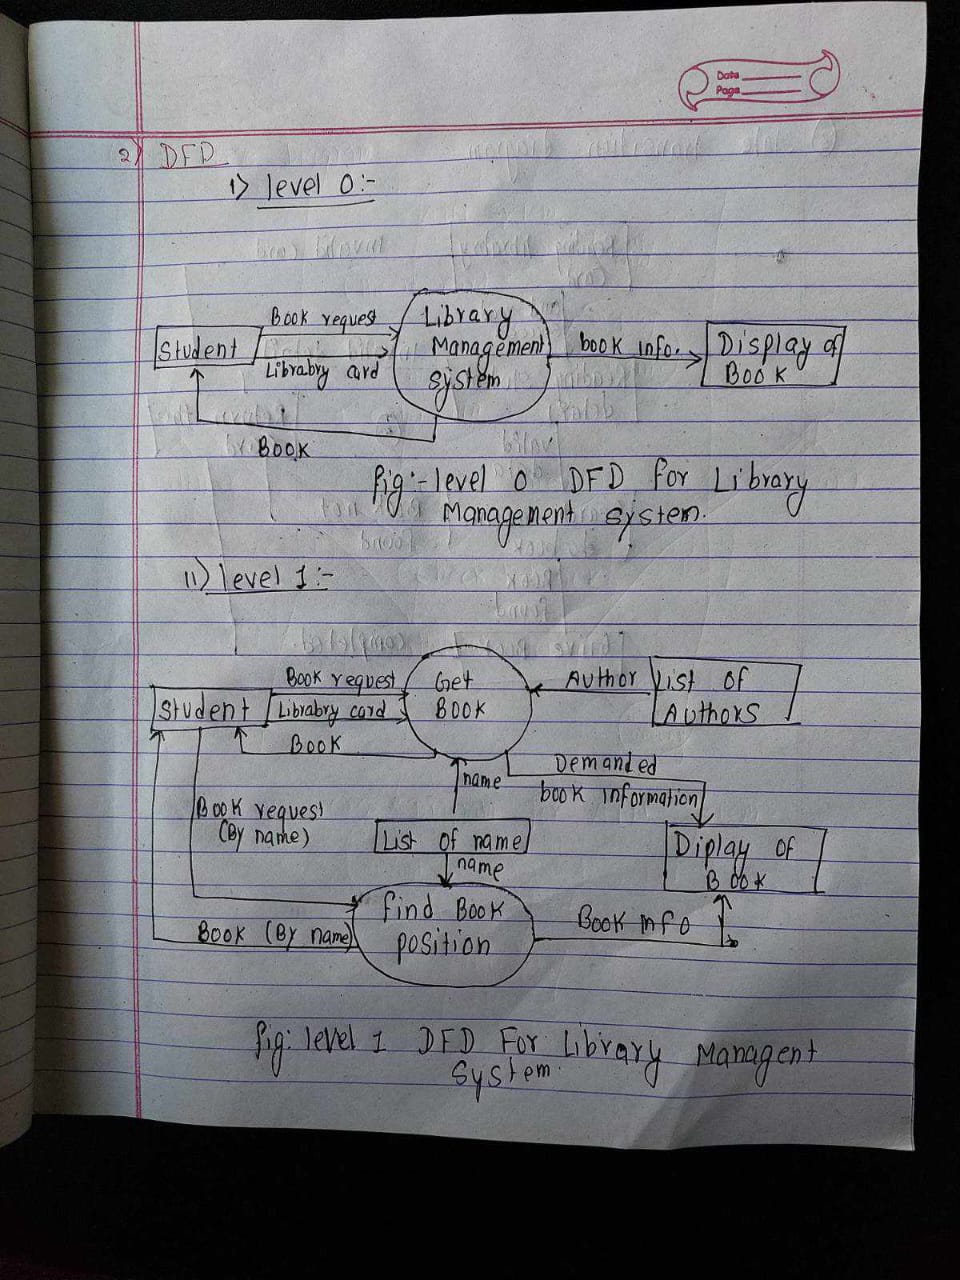 Date
Page
2) DFD
i) level 0:-
Book request
Librabry card
Student
Library
Management
system
book info.
Display of
Book
Book
fig:-level 0 DFD for Library
Management system.
ii) level 1:-
Book request
Librabry card
Student
Book
Get
Book
Author
List of
Authors
name
Demanded
book information
Book request
(By name)
List of name
name
Diplay of
Book
find Book
position
Book (By name)
Book info
fig: level 1 DFD For Library Managent
System.